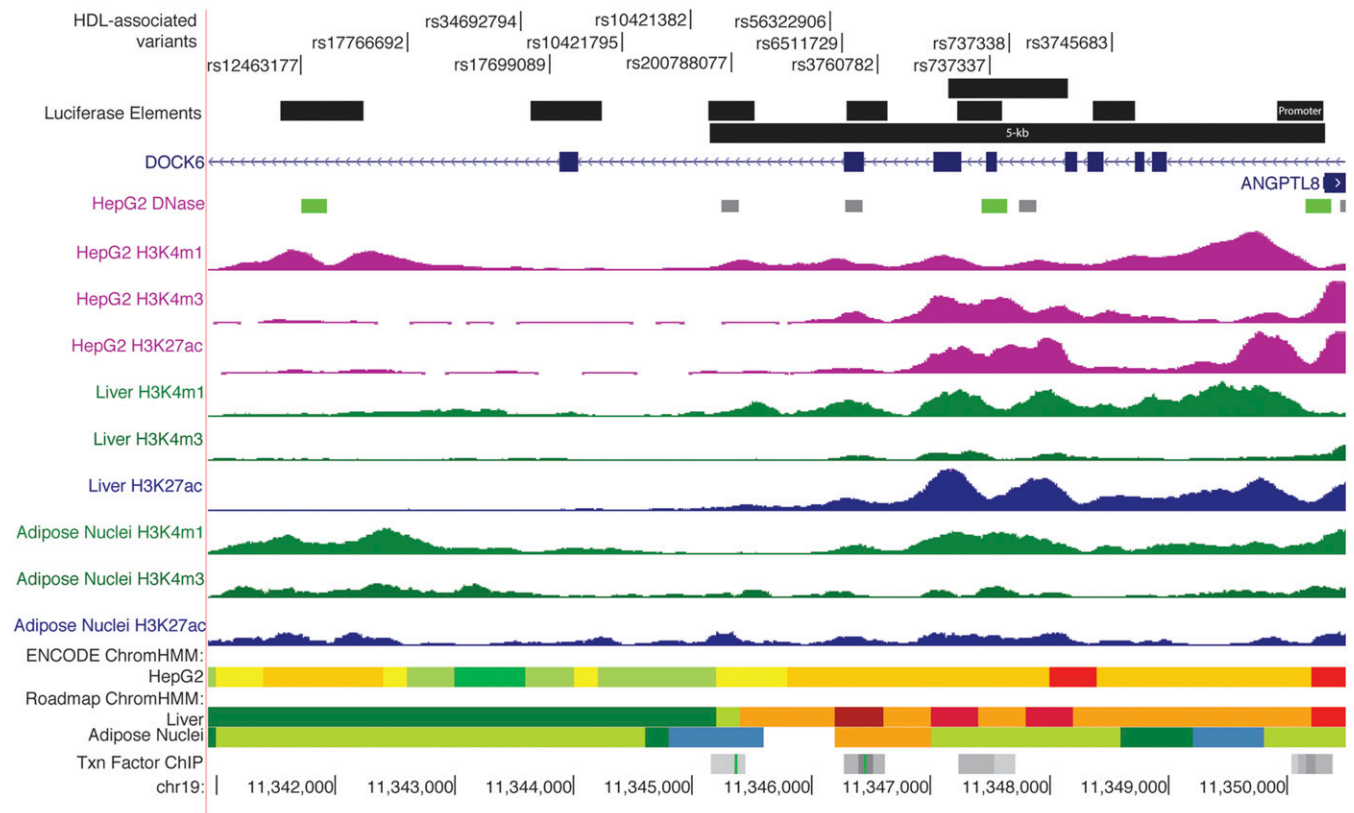 HDL-associated variants
rs34692794 rs10421382 rs56322906
rs17766692 rs10421795 rs6511729 rs737338 rs3745683
rs12463177 rs17699089 rs200788077 rs3760782 rs737337
Luciferase Elements
Promoter
5-kb
DOCK6
ANGPTL8
HepG2 DNase
HepG2 H3K4m1
HepG2 H3K4m3
HepG2 H3K27ac
Liver H3K4m1
Liver H3K4m3
Liver H3K27ac
Adipose Nuclei H3K4m1
Adipose Nuclei H3K4m3
Adipose Nuclei H3K27ac
ENCODE ChromHMM:
HepG2
Roadmap ChromHMM:
Liver
Adipose Nuclei
Txn Factor ChIP
chr19: 11,342,000 11,343,000 11,344,000 11,345,000 11,346,000 11,347,000 11,348,000 11,349,000 11,350,000